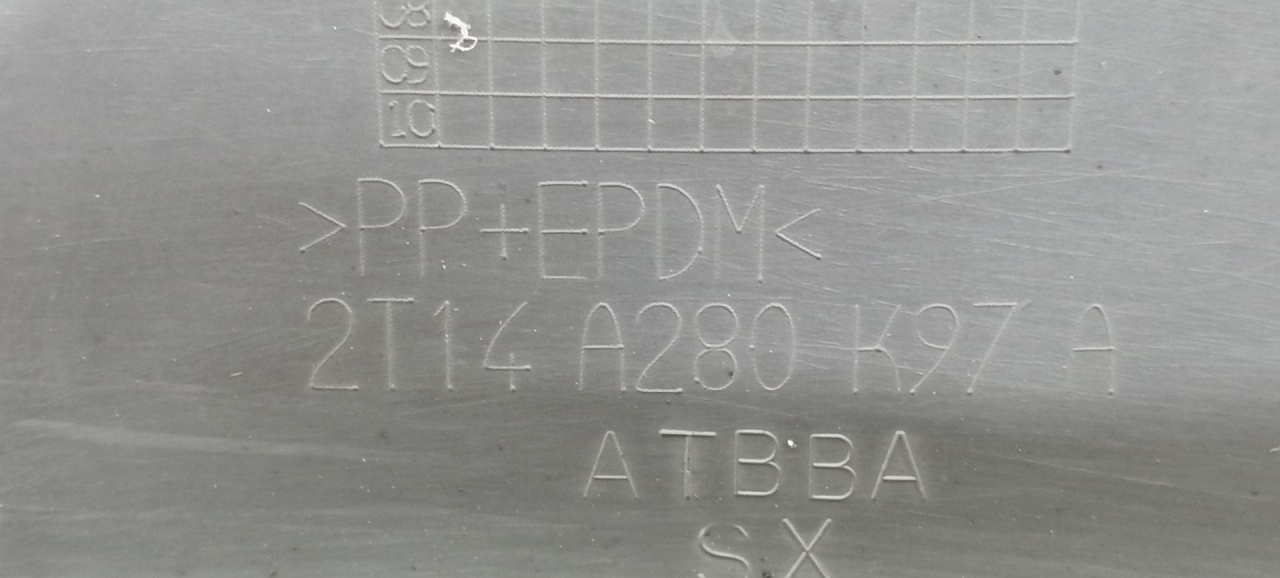 08
09
10
>PP+EPDM<
2T14 A280 K97 A
ATBBA
SX